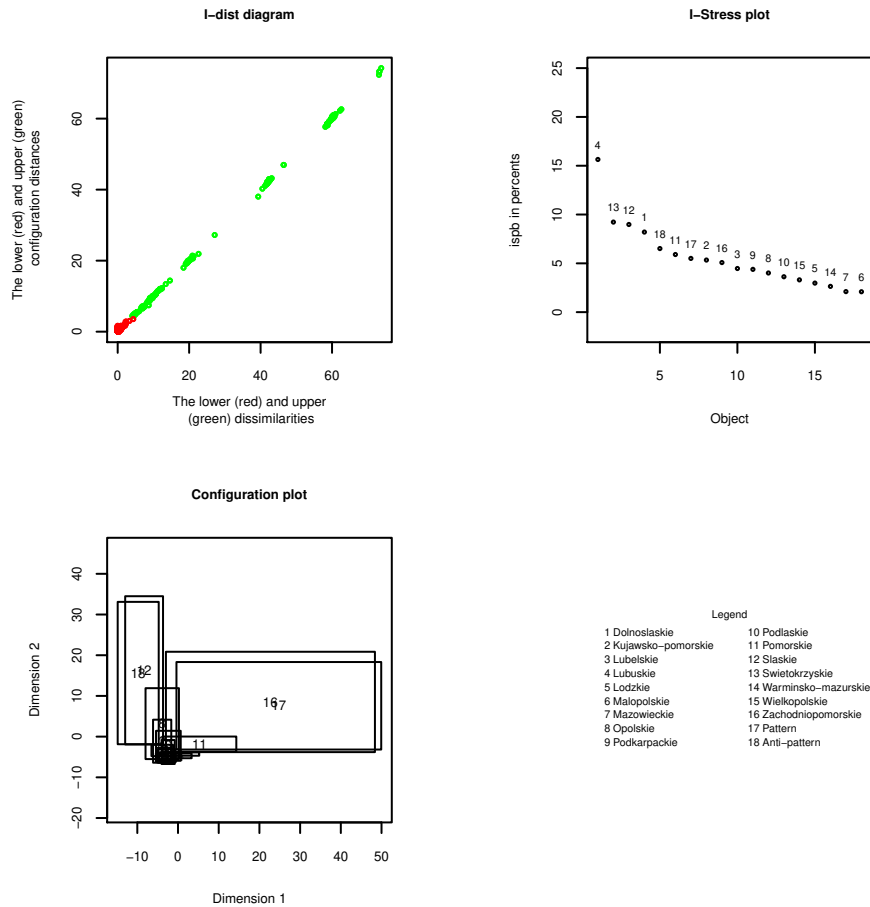 I−dist diagram
The lower (red) and upper (green)
configuration distances
60
40
20
0
0 20 40 60
The lower (red) and upper
(green) dissimilarities
I−Stress plot
ispb in percents
25
20
15
10
5
0
4
13 12 1
18 11 17 2 16 3 9 8 10 15 5 14 7 6
5 10 15
Object
Configuration plot
Dimension 2
40
30
20
10
0
−10
−20
12
16
17
11
−10 0 10 20 30 40 50
Dimension 1
Legend
1 Dolnoslaskie
2 Kujawsko−pomorskie
3 Lubelskie
4 Lubuskie
5 Lodzkie
6 Malopolskie
7 Mazowieckie
8 Opolskie
9 Podkarpackie
10 Podlaskie
11 Pomorskie
12 Slaskie
13 Swietokrzyskie
14 Warminsko−mazurskie
15 Wielkopolskie
16 Zachodniopomorskie
17 Pattern
18 Anti−pattern